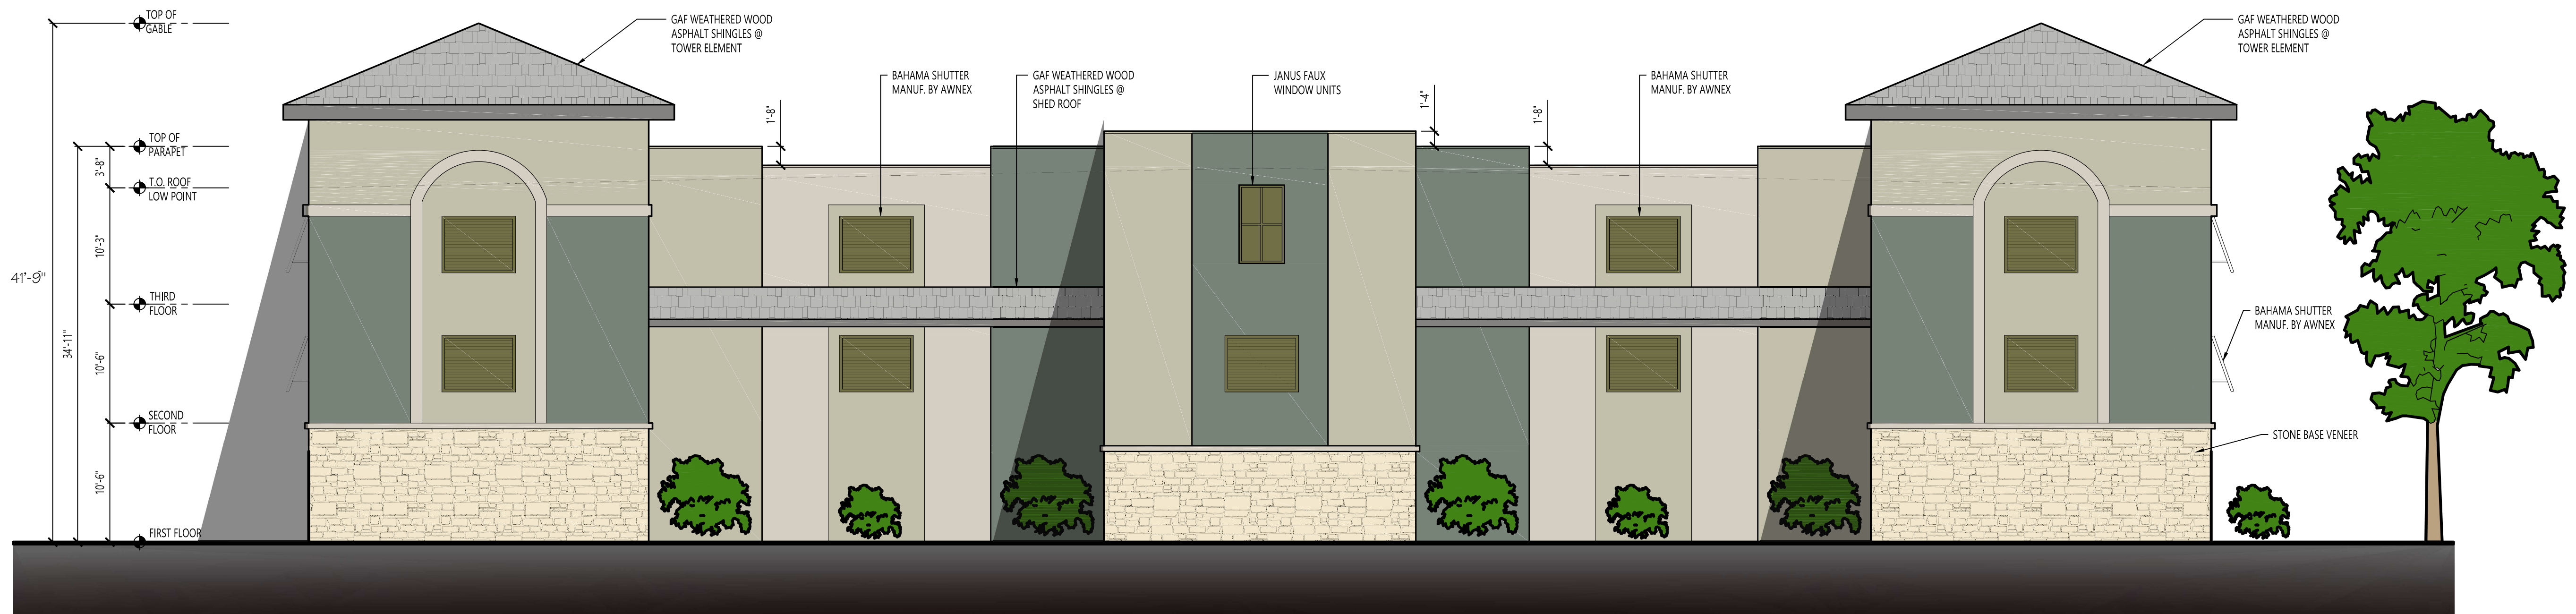 TOP OF
GABLE
GAF WEATHERED WOOD
ASPHALT SHINGLES @
TOWER ELEMENT
BAHAMA SHUTTER
MANUF. BY AWNEX
GAF WEATHERED WOOD
ASPHALT SHINGLES @
SHED ROOF
JANUS FAUX
WINDOW UNITS
BAHAMA SHUTTER
MANUF. BY AWNEX
GAF WEATHERED WOOD
ASPHALT SHINGLES @
TOWER ELEMENT
1'-8"
1'-4"
1'-8"
TOP OF
PARAPET
3'-8"
T.O. ROOF
LOW POINT
10'-3"
41'-9"
THIRD
FLOOR
34'-11"
10'-6"
SECOND
FLOOR
10'-6"
FIRST FLOOR
BAHAMA SHUTTER
MANUF. BY AWNEX
STONE BASE VENEER